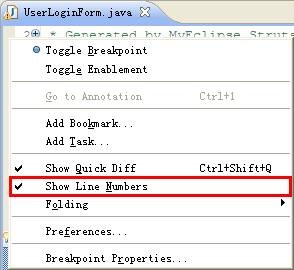 UserLoginForm.java
2 * Generated by MyEclipse Struts
Toggle Breakpoint
Toggle Enablement
Go to Annotation Ctrl+1
Add Bookmark...
Add Task...
Show Quick Diff Ctrl+Shift+Q
Show Line Numbers
Folding
Preferences...
Breakpoint Properties...